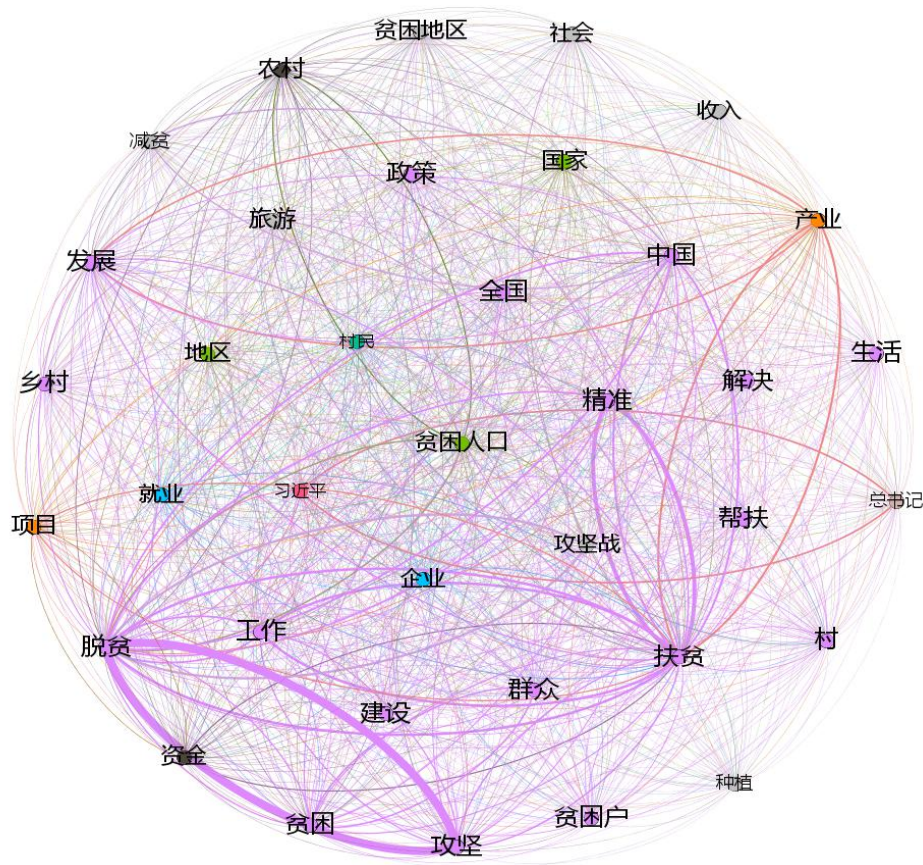 贫困地区
社会
农村
收入
减贫
国家
政策
旅游
产业
发展
中国
全国
村民
地区
生活
乡村
解决
精准
贫困人口
就业
习近平
总书记
项目
帮扶
攻坚战
企业
工作
村
脱贫
扶贫
群众
建设
资金
种植
贫困户
贫困
攻坚